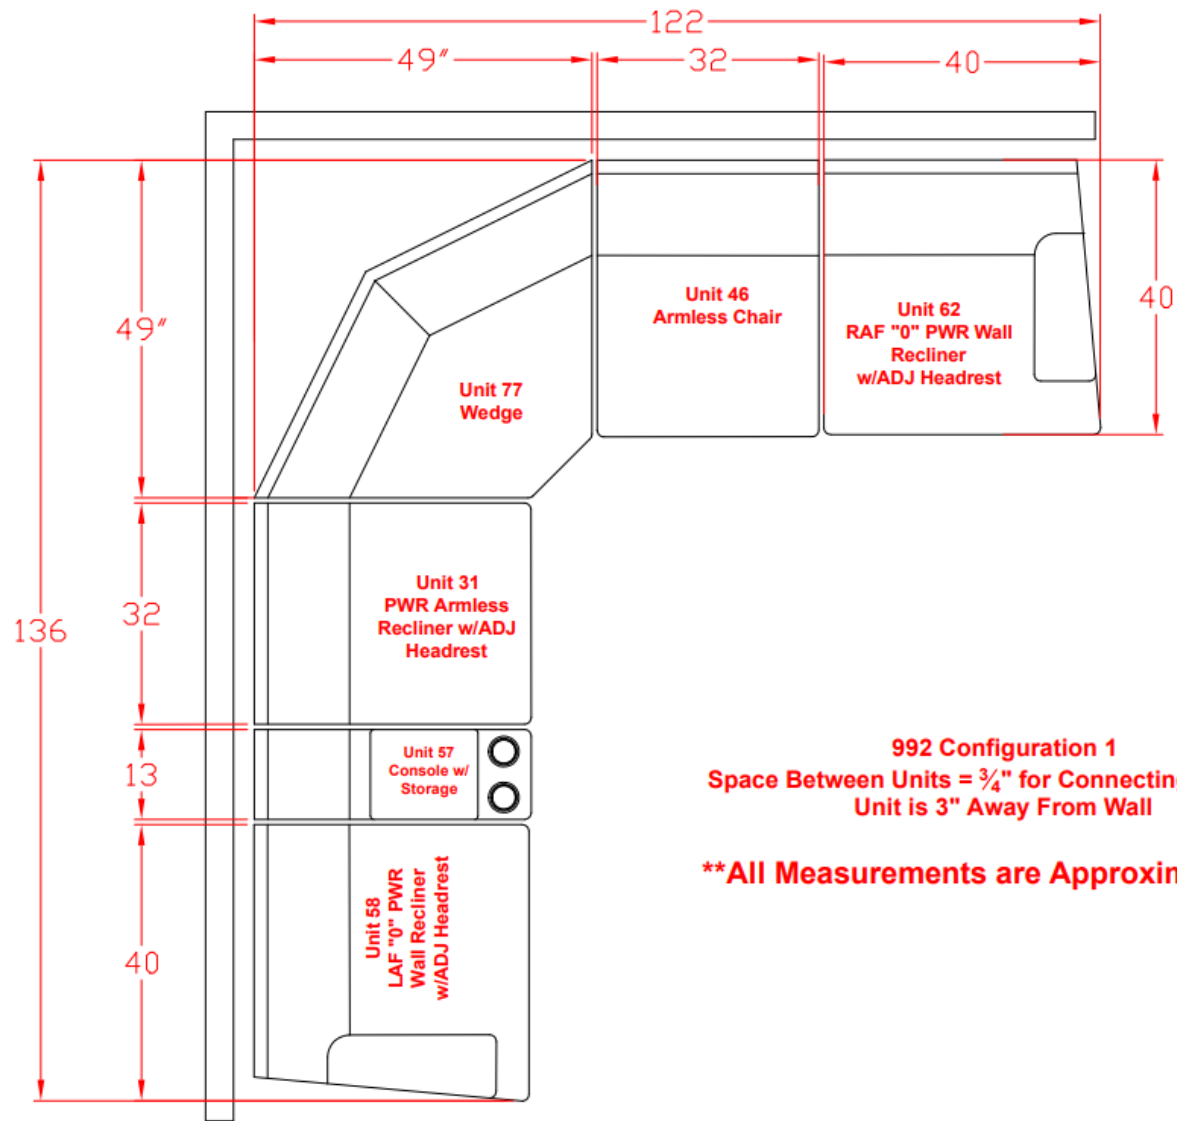 122
49"
32
40
49"
40
Unit 46
Armless Chair
Unit 62
RAF "0" PWR Wall
Recliner
w/ADJ Headrest
Unit 77
Wedge
136
32
Unit 31
PWR Armless
Recliner w/ADJ
Headrest
13
Unit 57
Console w/
Storage
992 Configuration 1
Space Between Units = ¾" for
Unit is 3" Away From Wall
**All Measurements are
40
Unit 58
LAF "0" PWR
Wall Recliner
w/ADJ Headrest